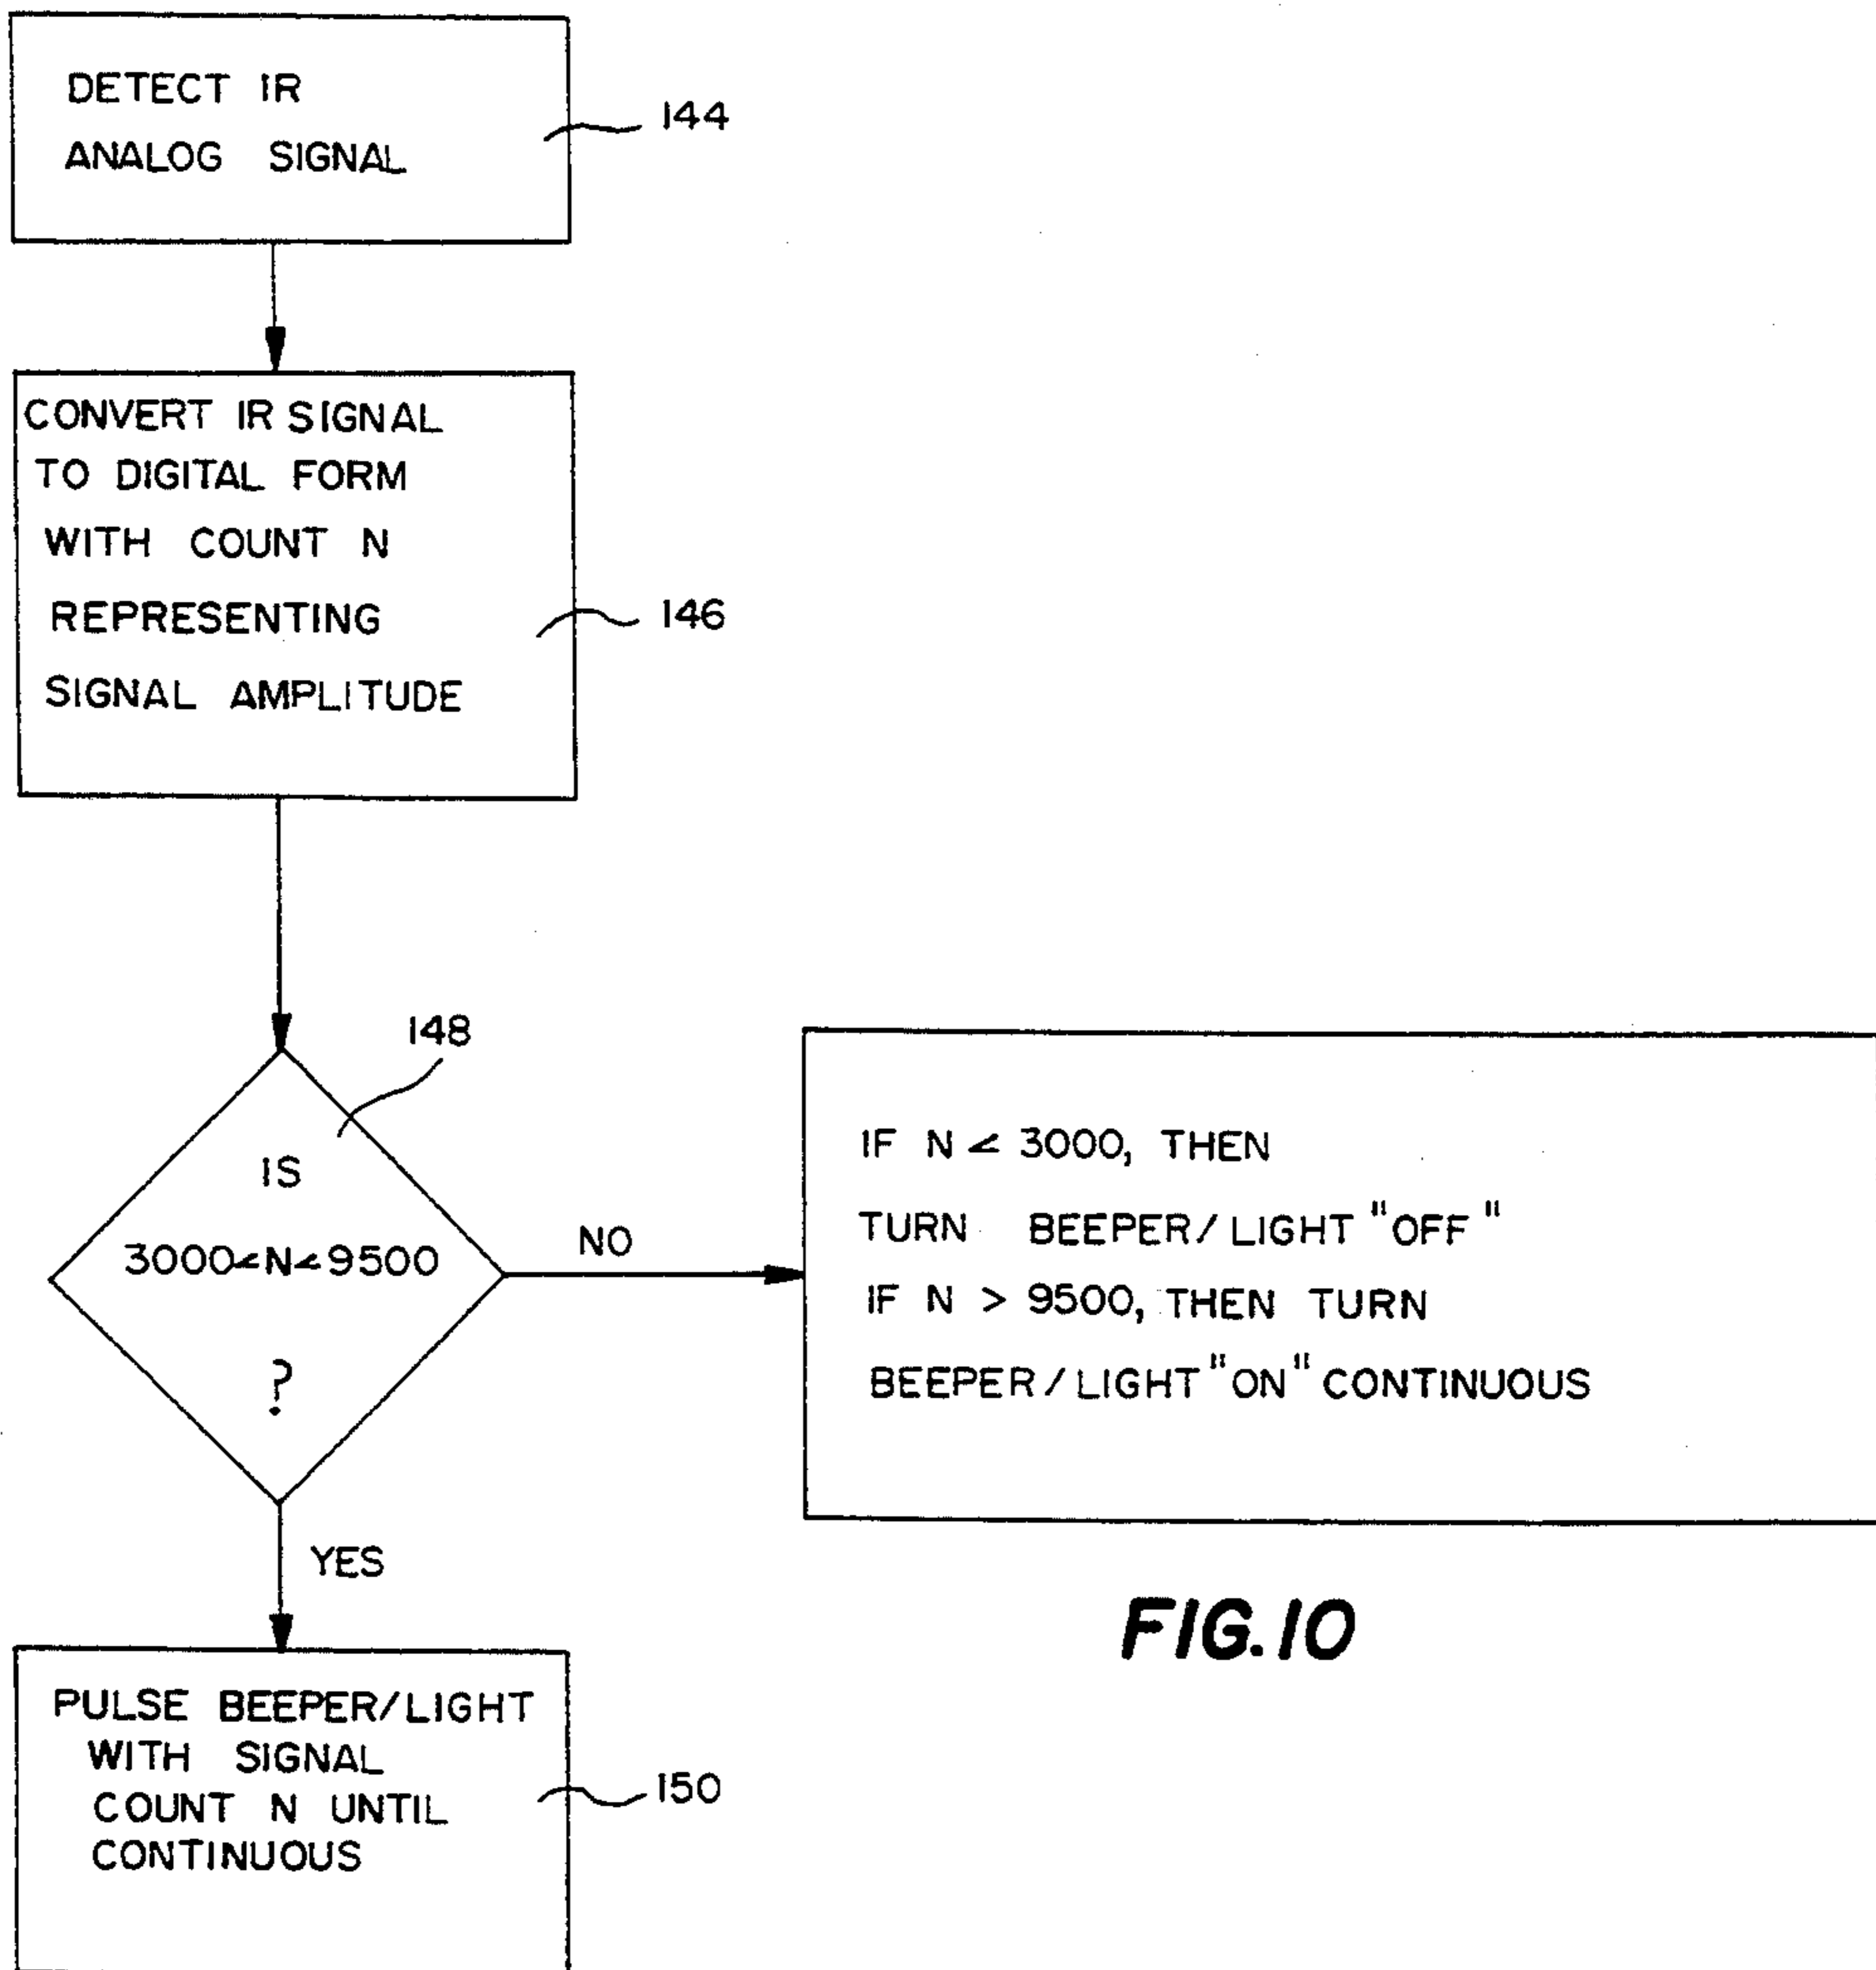 DETECT IR
ANALOG SIGNAL
144
CONVERT IR SIGNAL
TO DIGITAL FORM
WITH COUNT N
REPRESENTING
SIGNAL AMPLITUDE
146
148
IS
3000<N<9500
?
NO
IF N < 3000, THEN
TURN BEEPER/LIGHT "OFF"
IF N > 9500, THEN TURN
BEEPER/LIGHT "ON" CONTINUOUS
YES
PULSE BEEPER/LIGHT
WITH SIGNAL
COUNT N UNTIL
CONTINUOUS
150
FIG.10